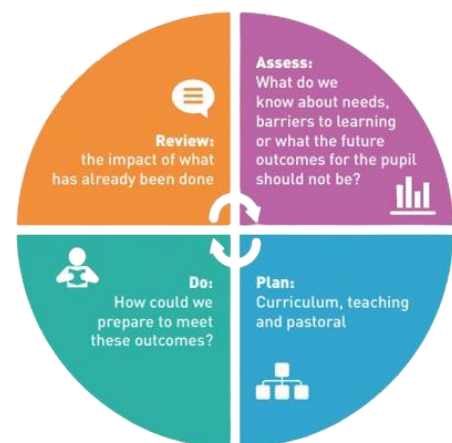 Assess:
What do we
know about needs,
barriers to learning
or what the future
outcomes for the pupil
should not be?
Plan:
Curriculum, teaching
and pastoral
Do:
How could we
prepare to meet
these outcomes?
Review:
the impact of what
has already been done